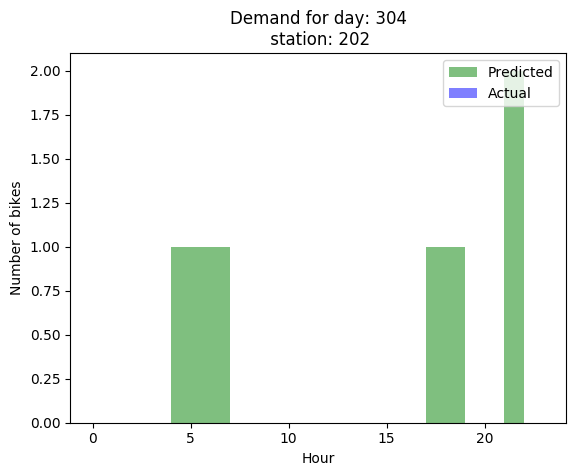 Demand for day: 304
station: 202
Predicted
Actual
2.00
1.75
1.50
1.25
1.00
0.75
0.50
0.25
0.00
Number of bikes
0 5 10 15 20
Hour